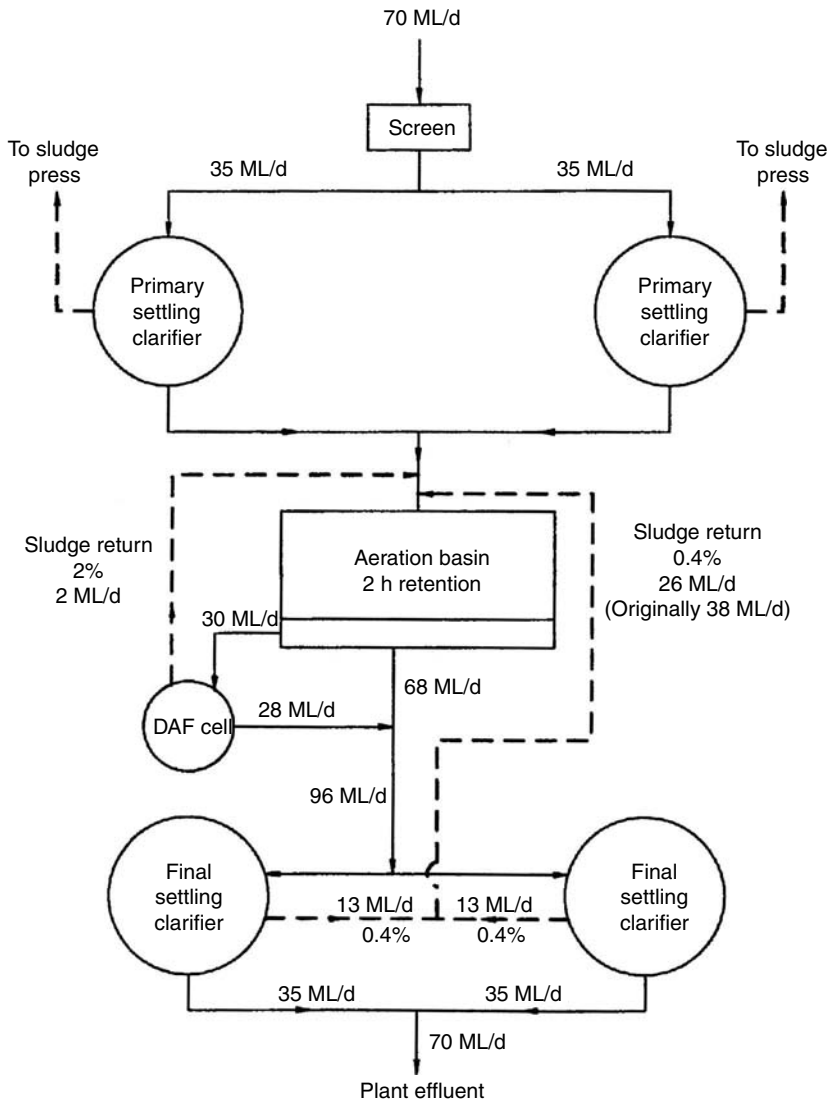 70 ML/d
Screen
To sludge
press
35 ML/d
35 ML/d
To sludge
press
Primary
settling
clarifier
Primary
settling
clarifier
Sludge return
2%
2 ML/d
Aeration basin
2 h retention
Sludge return
0.4%
26 ML/d
(Originally 38 ML/d)
30 ML/d
68 ML/d
DAF cell
28 ML/d
96 ML/d
Final
settling
clarifier
13 ML/d
0.4%
13 ML/d
0.4%
Final
settling
clarifier
35 ML/d
35 ML/d
70 ML/d
Plant effluent